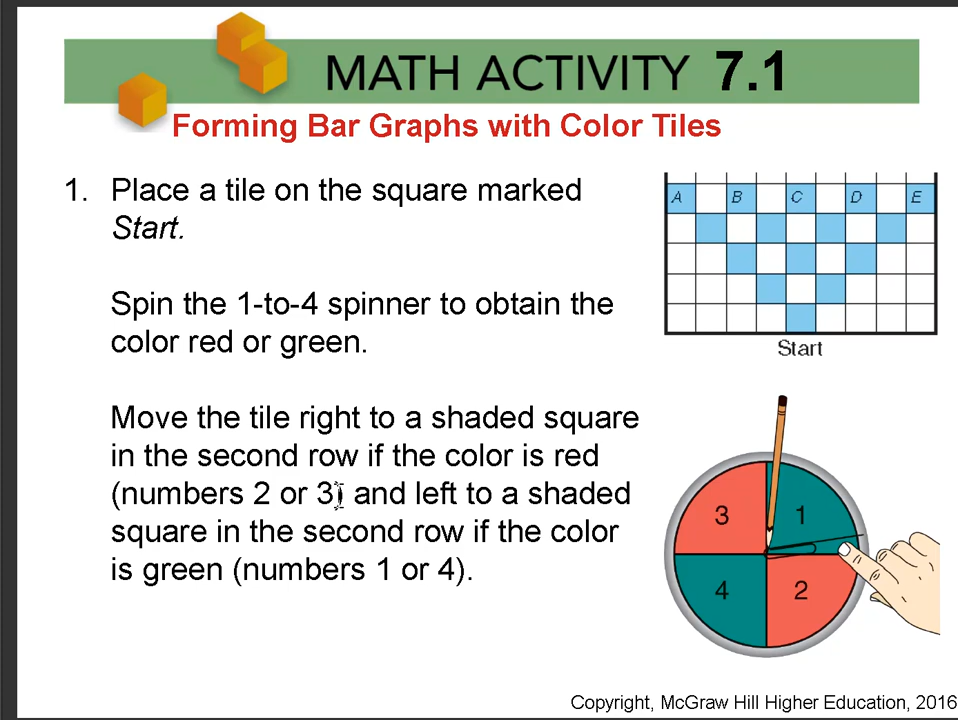 MATH ACTIVITY 7.1
Forming Bar Graphs with Color Tiles
1. Place a tile on the square marked
Start.
Spin the 1-to-4 spinner to obtain the
color red or green.
Move the tile right to a shaded square
in the second row if the color is red
(numbers 2 or 3) and left to a shaded
square in the second row if the color
is green (numbers 1 or 4).
A B C D E
Start
3 1
4 2
Copyright, McGraw Hill Higher Education, 2016